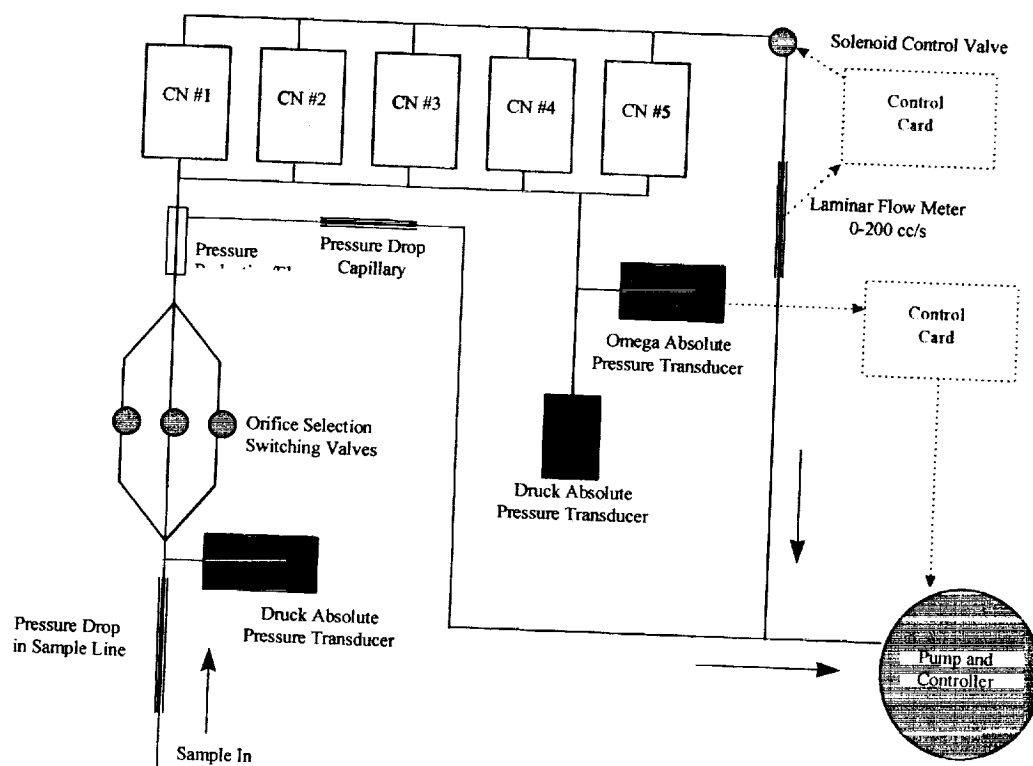 Solenoid Control Valve
CN #1
CN #2
CN #3
CN #4
CN #5
Control
Card
Laminar Flow Meter
0-200 cc/s
Pressure
Pressure Drop
Capillary
Control
Card
Omega Absolute
Pressure Transducer
Orifice Selection
Switching Valves
Druck Absolute
Pressure Transducer
Druck Absolute
Pressure Transducer
Pressure Drop
in Sample Line
Pump and
Controller
Sample In